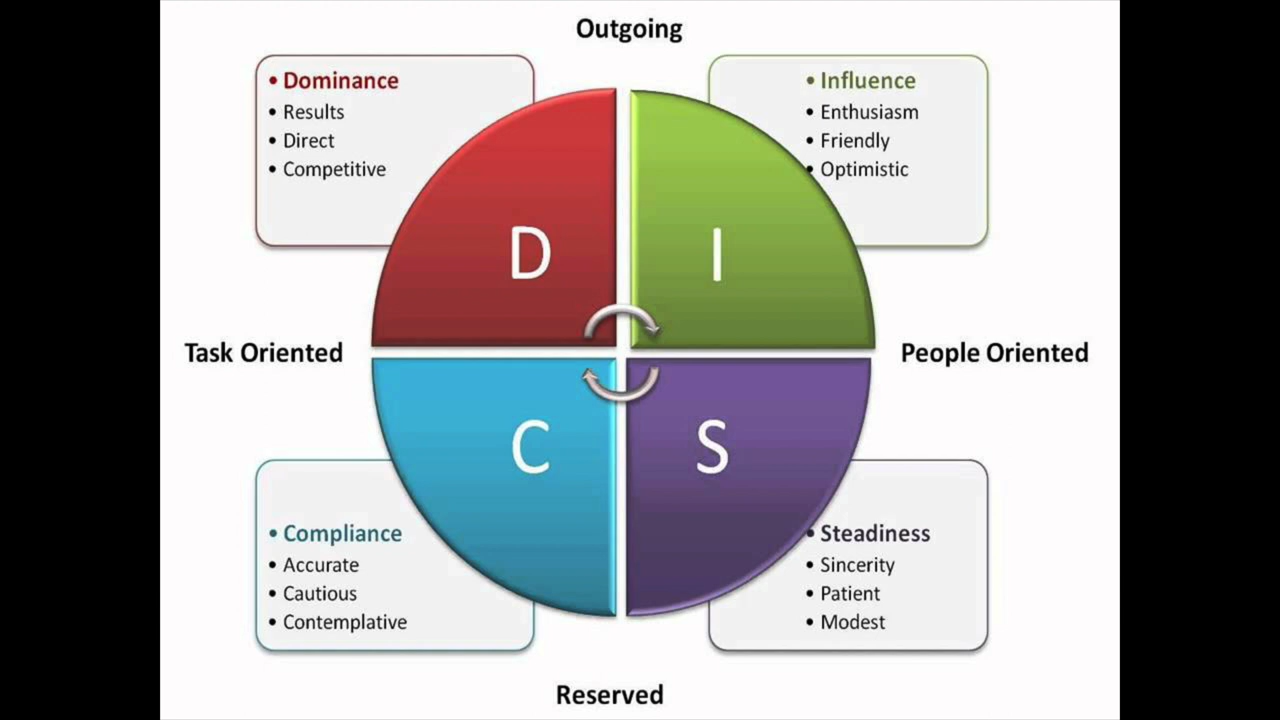 Outgoing
• Dominance
• Results
• Direct
• Competitive
• Influence
• Enthusiasm
• Friendly
• Optimistic
D
I
Task Oriented
People Oriented
C
S
• Compliance
• Accurate
• Cautious
• Contemplative
• Steadiness
• Sincerity
• Patient
• Modest
Reserved